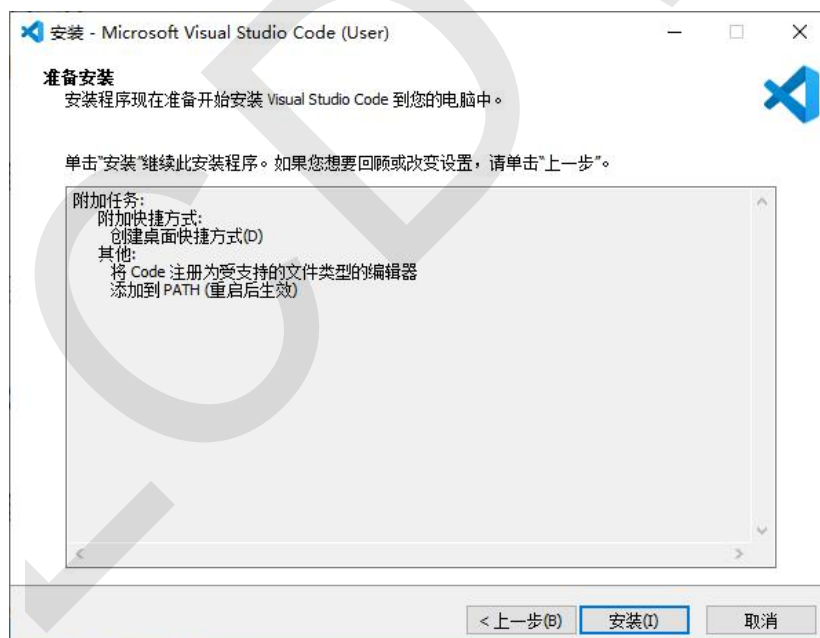 安装 - Microsoft Visual Studio Code (User)
准备安装
安装程序现在准备开始安装 Visual Studio Code 到您的电脑中。
单击“安装”继续此安装程序。如果您想要回顾或改变设置，请单击“上一步”。
附加任务:
附加快捷方式:
创建桌面快捷方式(D)
其他:
将 Code 注册为受支持的文件类型的编辑器
添加到 PATH (重启后生效)
< 上一步(B) 安装(I) 取消